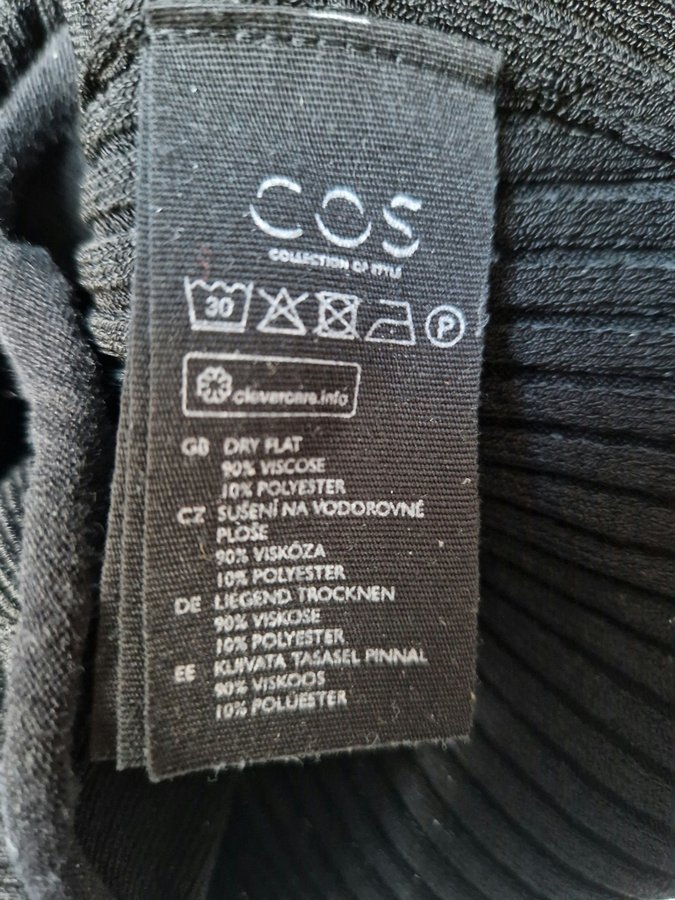 COS
COLLECTION OF STYLE
30 P
clevercare.info
GB DRY FLAT
90% VISCOSE
10% POLYESTER
CZ SUŠENÍ NA VODOROVNÉ
PLOŠE
90% VISKÓZA
10% POLYESTER
DE LIEGEND TROCKNEN
90% VISKOSE
10% POLYESTER
EE KUIVATA TASASEL PINNAL
90% VISKOOS
10% POLÜESTER